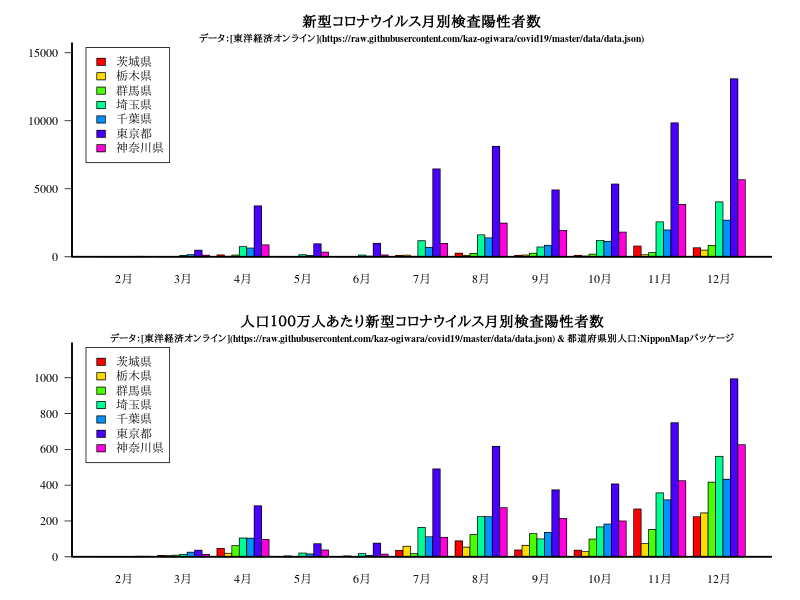 新型コロナウイルス月別検査陽性者数
データ:[東洋経済オンライン](https://raw.githubusercontent.com/kaz-ogiwara/covid19/master/data/data.json)
15000
10000
5000
0
茨城県
栃木県
群馬県
埼玉県
千葉県
東京都
神奈川県
2月 3月 4月 5月 6月 7月 8月 9月 10月 11月 12月
人口100万人あたり新型コロナウイルス月別検査陽性者数
データ:[東洋経済オンライン](https://raw.githubusercontent.com/kaz-ogiwara/covid19/master/data/data.json) & 都道府県別人口:NipponMapパッケージ
1000
800
600
400
200
0
茨城県
栃木県
群馬県
埼玉県
千葉県
東京都
神奈川県
2月 3月 4月 5月 6月 7月 8月 9月 10月 11月 12月